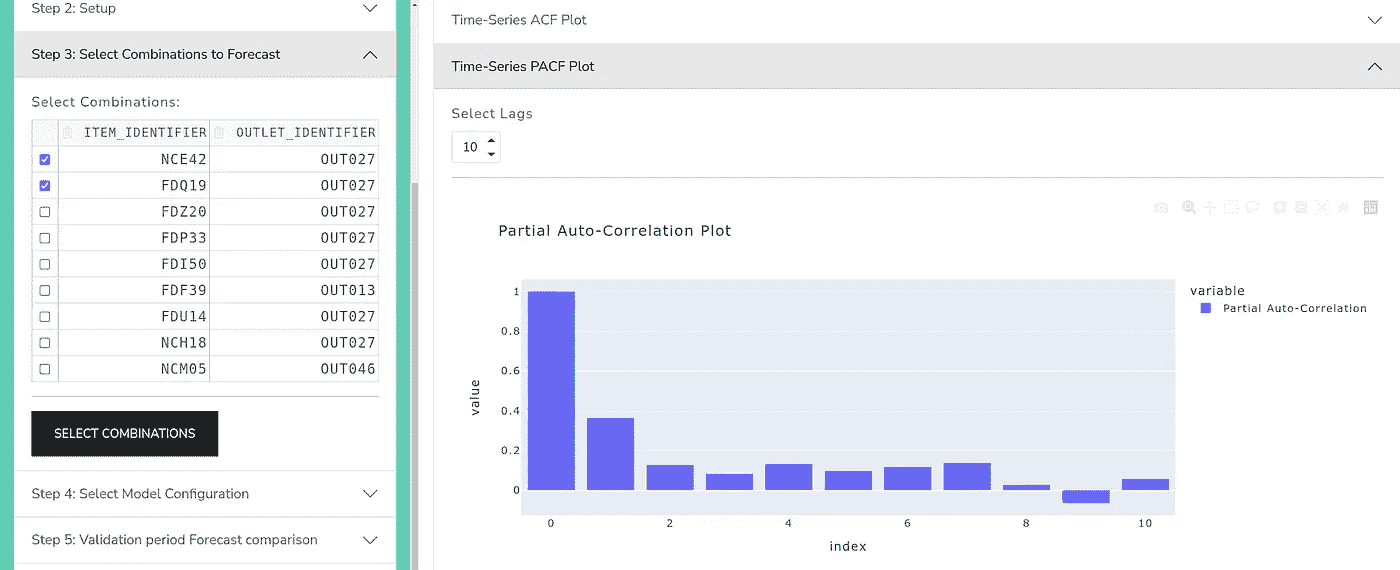 Step 2: Setup
Step 3: Select Combinations to Forecast
Select Combinations:
ITEM_IDENTIFIER OUTLET_IDENTIFIER
NCE42 OUT027
FDQ19 OUT027
FDZ20 OUT027
FDP33 OUT027
FDI50 OUT027
FDF39 OUT013
FDU14 OUT027
NCH18 OUT027
NCM05 OUT046
SELECT COMBINATIONS
Step 4: Select Model Configuration
Step 5: Validation period Forecast comparison
Time-Series ACF Plot
Time-Series PACF Plot
Select Lags
10
Partial Auto-Correlation Plot
1
0.8
0.6
0.4
0.2
0
value
0 2 4 6 8 10
index
variable
Partial Auto-Correlation